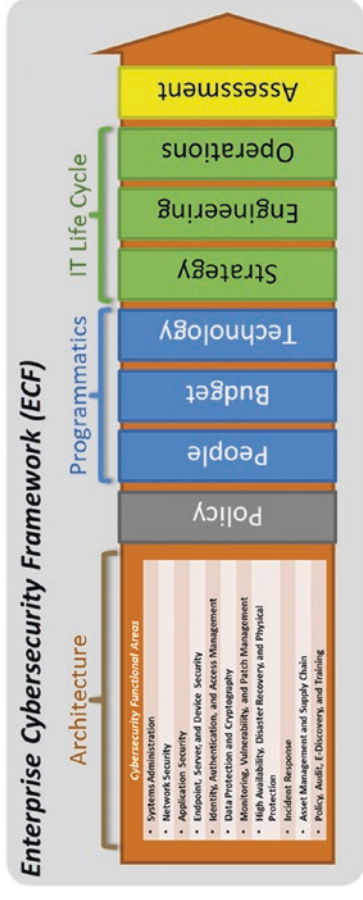 Enterprise Cybersecurity Framework (ECF)
Architecture
Programmatics
IT Life Cycle
Cybersecurity Functional Areas
• Systems Administration
• Network Security
• Application Security
• Endpoint, Server, and Device Security
• Identity, Authentication, and Access Management
• Data Protection and Cryptography
• Monitoring, Vulnerability, and Patch Management
• High Availability, Disaster Recovery, and Physical
Protection
• Incident Response
• Asset Management and Supply Chain
• Policy, Audit, E-Discovery, and Training
Policy
People
Budget
Technology
Strategy
Engineering
Operations
Assessment